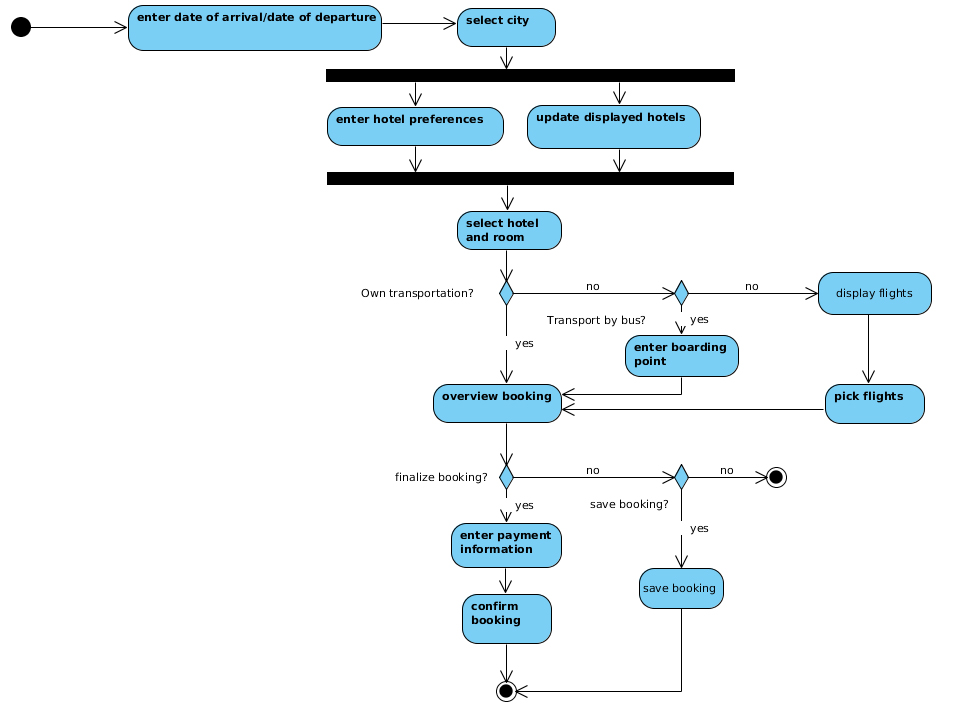 enter date of arrival/date of departure
select city
enter hotel preferences
update displayed hotels
select hotel
and room
Own transportation?
no
no
display flights
Transport by bus?
yes
yes
enter boarding
point
overview booking
pick flights
finalize booking?
no
no
yes
save booking?
yes
enter payment
information
save booking
confirm
booking